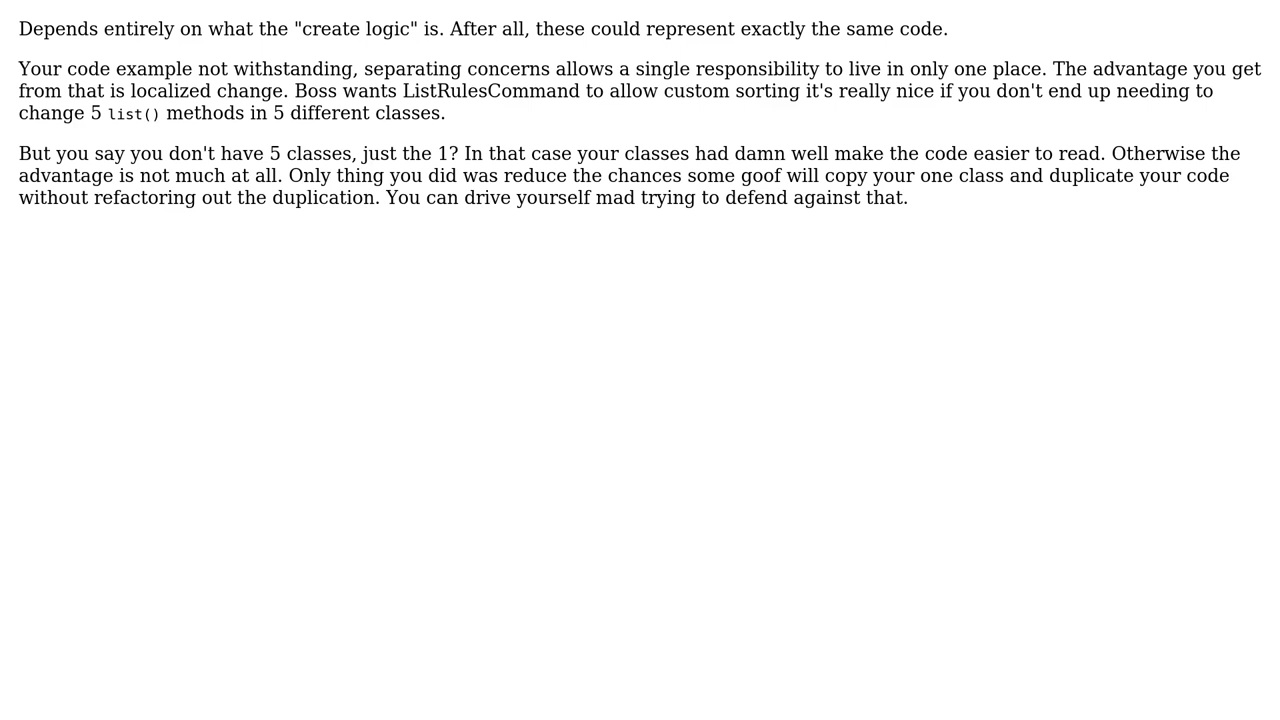 Depends entirely on what the "create logic" is. After all, these could represent exactly the same code.
Your code example not withstanding, separating concerns allows a single responsibility to live in only one place. The advantage you get
from that is localized change. Boss wants ListRulesCommand to allow custom sorting it's really nice if you don't end up needing to
change 5 list() methods in 5 different classes.
But you say you don't have 5 classes, just the 1? In that case your classes had damn well make the code easier to read. Otherwise the
advantage is not much at all. Only thing you did was reduce the chances some goof will copy your one class and duplicate your code
without refactoring out the duplication. You can drive yourself mad trying to defend against that.